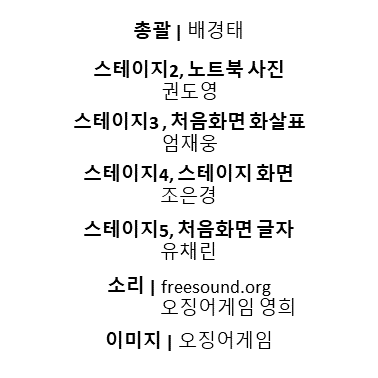 총괄 | 배경태
스테이지2, 노트북 사진
권도영
스테이지3 , 처음화면 화살표
엄재웅
스테이지4, 스테이지 화면
조은경
스테이지5, 처음화면 글자
유채린
소리 | freesound.org
오징어게임 영희
이미지 | 오징어게임